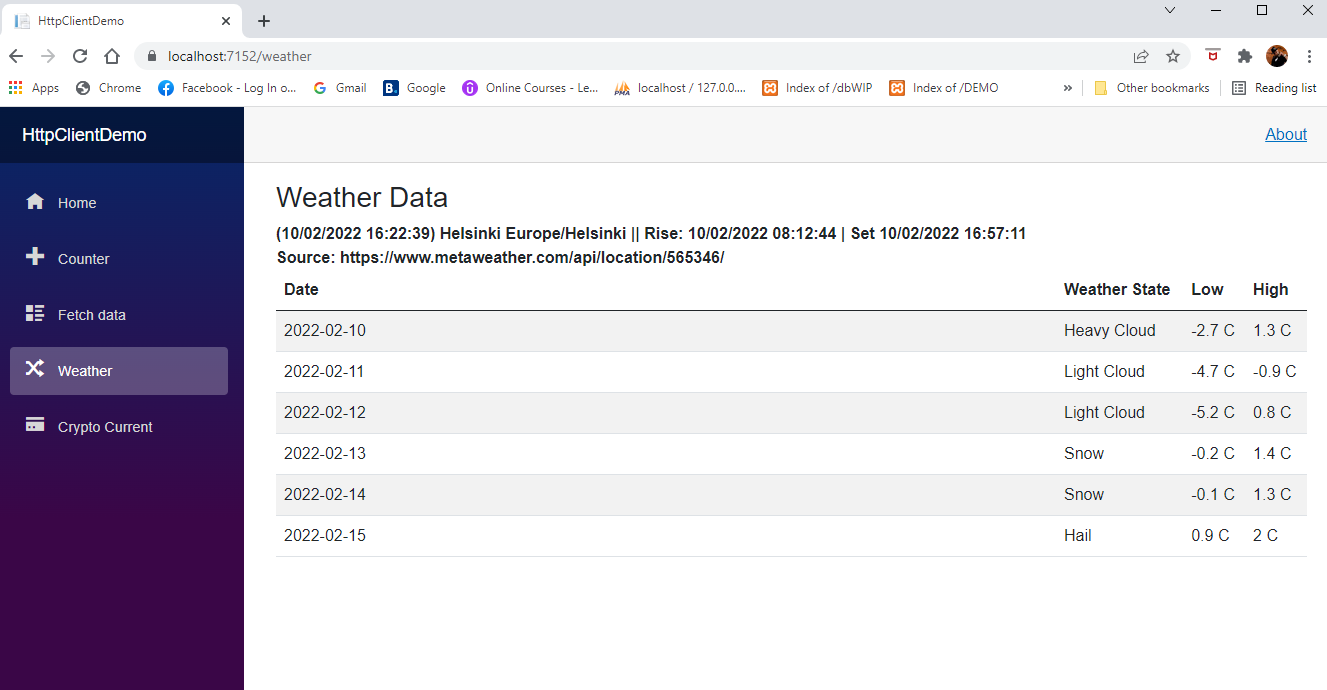 HttpClientDemo
localhost:7152/weather
Apps Chrome Facebook - Log In o... Gmail B. Google Online Courses - Le... PMA localhost / 127.0.0.... Index of /dbWIP Index of /DEMO » Other bookmarks Reading list
HttpClientDemo
About
Home
Counter
Fetch data
Weather
Crypto Current
Weather Data
(10/02/2022 16:22:39) Helsinki Europe/Helsinki || Rise: 10/02/2022 08:12:44 | Set 10/02/2022 16:57:11
Source: https://www.metaweather.com/api/location/565346/
Date Weather State Low High
2022-02-10 Heavy Cloud -2.7 C 1.3 C
2022-02-11 Light Cloud -4.7 C -0.9 C
2022-02-12 Light Cloud -5.2 C 0.8 C
2022-02-13 Snow -0.2 C 1.4 C
2022-02-14 Snow -0.1 C 1.3 C
2022-02-15 Hail 0.9 C 2 C